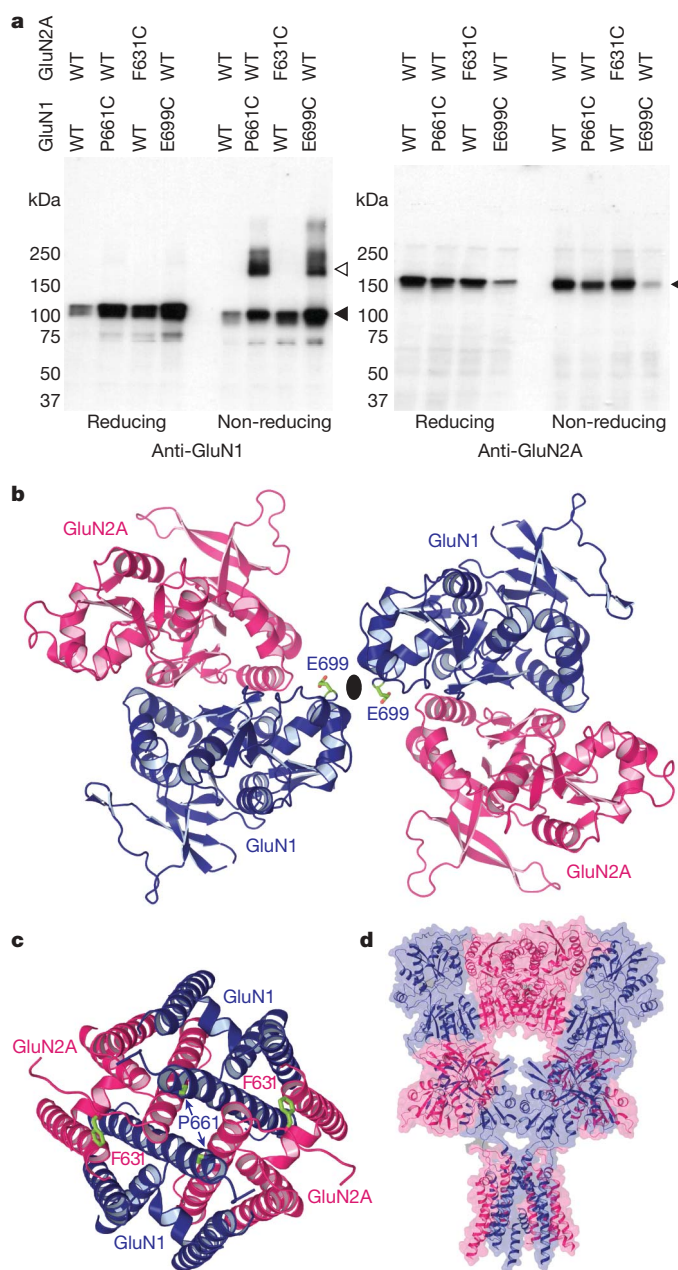 a
GluN2A WT WT F631C WT WT WT F631C WT WT WT F631C WT WT WT F631C WT
GluN1 WT P661C WT E699C WT P661C WT E699C WT P661C WT E699C WT P661C WT E699C
kDa kDa
250 250
150 150
100 100
75 75
50 50
37 37
Reducing Non-reducing Reducing Non-reducing
Anti-GluN1 Anti-GluN2A
b
GluN2A GluN1
E699
E699
GluN1
GluN2A
c d
GluN1
GluN2A
F631
P661
F631
GluN2A
GluN1